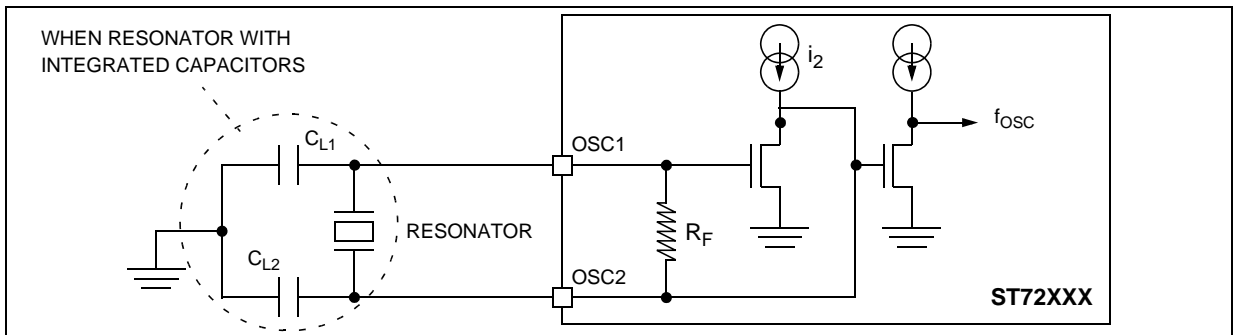 WHEN RESONATOR WITH
INTEGRATED CAPACITORS
i2
fOSC
CL1
OSC1
RESONATOR
RF
CL2
OSC2
ST72XXX